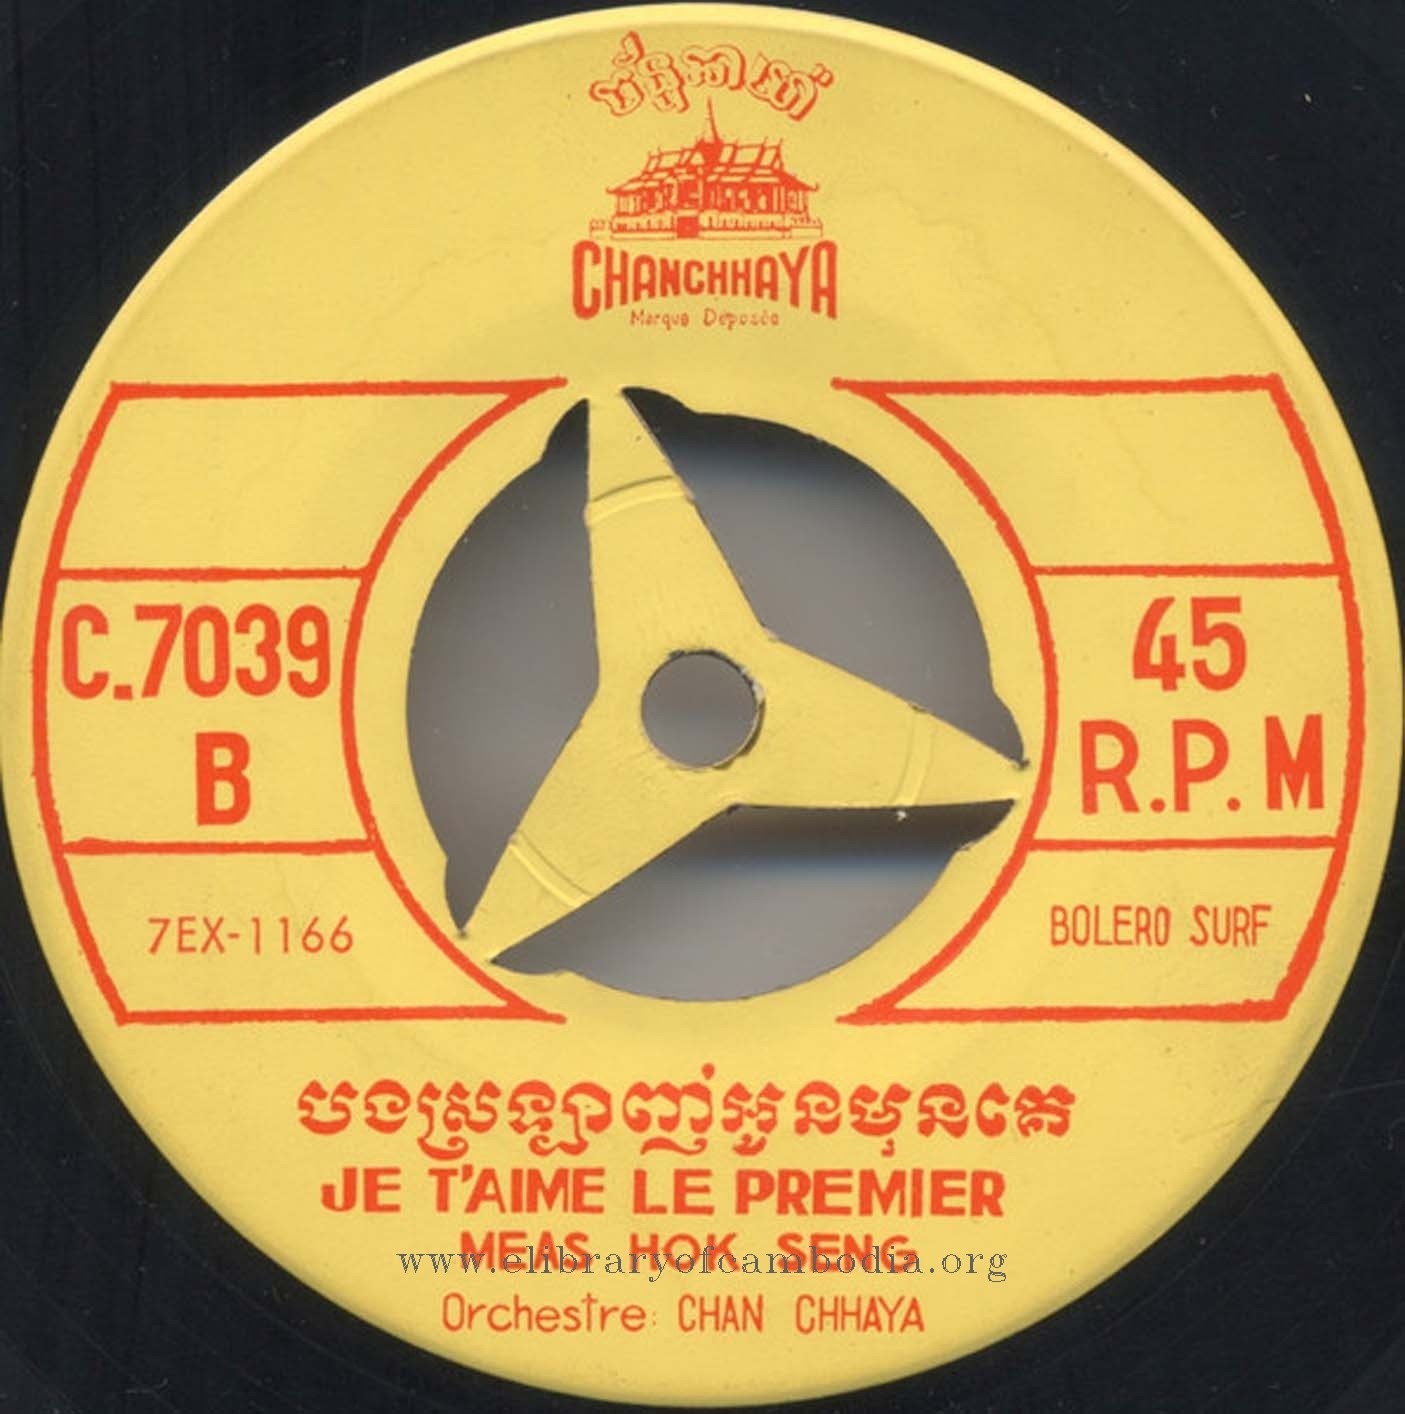 ច័ន្ទឆាយា
CHANCHHAYA
Marque Déposée
C.7039
B
45
R.P.M
7EX-1166
BOLERO SURF
បងស្រឡាញ់អូនមុនគេ
JE T'AIME LE PREMIER
MEAS HOK SENG
www.elibraryofcambodia.org
Orchestre: CHAN CHHAYA